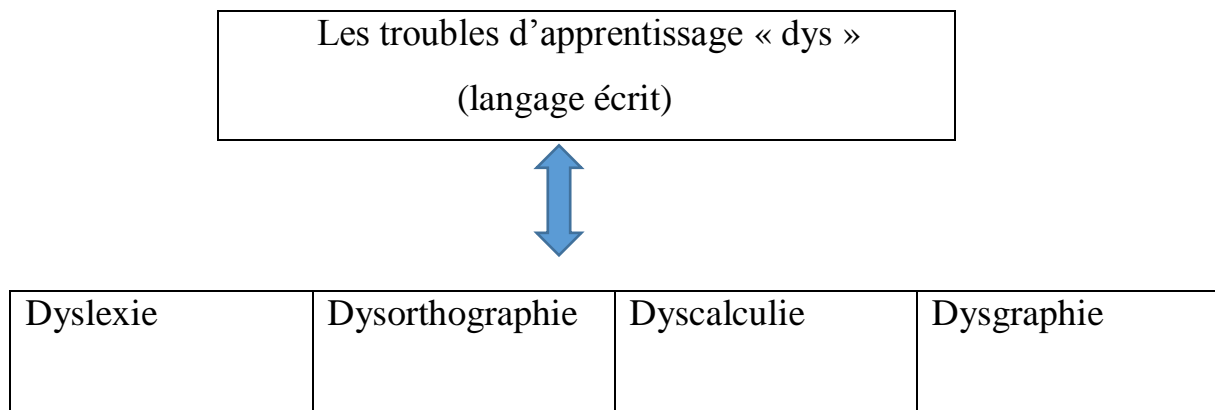 Les troubles d’apprentissage « dys »
(langage écrit)
Dyslexie Dysorthographie Dyscalculie Dysgraphie